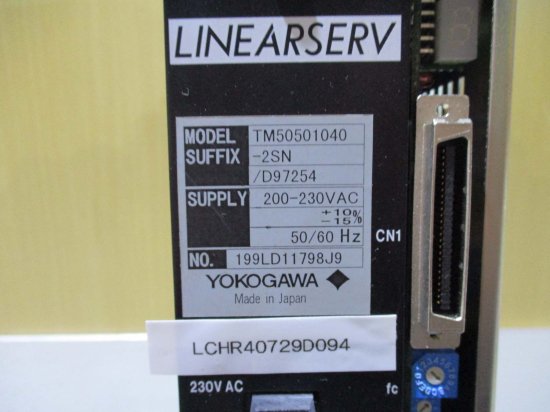 LINEARSERV
MODEL TM50501040
SUFFIX -2SN
/D97254
SUPPLY 200-230VAC
+10%
-15%
50/60 Hz
NO. 199LD11798J9
YOKOGAWA
Made in Japan
CN1
LCHR40729D094
230V AC
fc